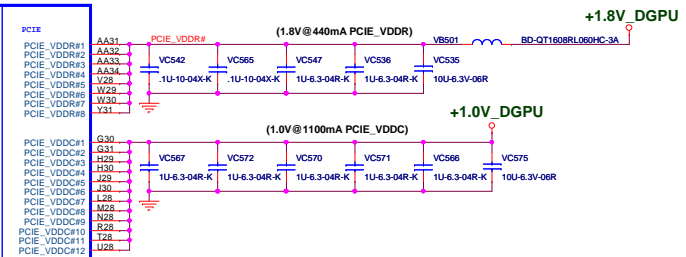 +1.8V_DGPU
PCIE
(1.8V@440mA PCIE_VDDR)
PCIE_VDDR#1 AA31 PCIE_VDDR# VB501 BD-QT1608RL060HC-3A
PCIE_VDDR#2 AA32
PCIE_VDDR#3 AA33 VC542 VC565 VC547 VC536 VC535
PCIE_VDDR#4 AA34
PCIE_VDDR#5 V28 .1U-10-04X-K .1U-10-04X-K 1U-6.3-04R-K 1U-6.3-04R-K 10U-6.3V-06R
PCIE_VDDR#6 W29
PCIE_VDDR#7 W30
PCIE_VDDR#8 Y31
+1.0V_DGPU
(1.0V@1100mA PCIE_VDDC)
PCIE_VDDC#1 G30
PCIE_VDDC#2 G31
PCIE_VDDC#3 H29 VC567 VC572 VC570 VC571 VC566 VC575
PCIE_VDDC#4 H30
PCIE_VDDC#5 J29 1U-6.3-04R-K 1U-6.3-04R-K 1U-6.3-04R-K 1U-6.3-04R-K 1U-6.3-04R-K 10U-6.3V-06R
PCIE_VDDC#6 J30
PCIE_VDDC#7 L28
PCIE_VDDC#8 M28
PCIE_VDDC#9 N28
PCIE_VDDC#10 R28
PCIE_VDDC#11 T28
PCIE_VDDC#12 U28